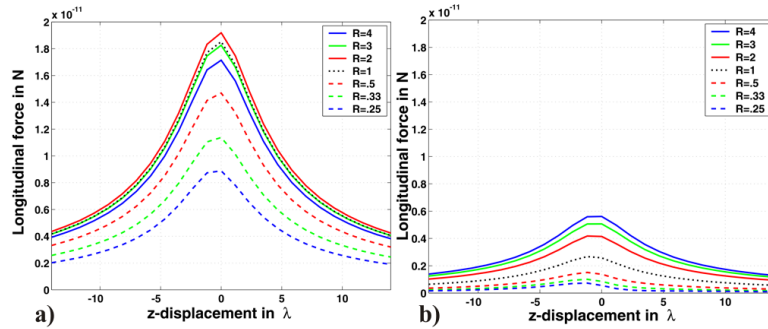 x 10⁻¹¹
2
1.8
1.6
1.4
1.2
1
0.8
0.6
0.4
0.2
0
Longitudinal force in N
R=4
R=3
R=2
R=1
R=.5
R=.33
R=.25
-10
-5
0
5
10
z-displacement in λ
a)
x 10⁻¹¹
2
1.8
1.6
1.4
1.2
1
0.8
0.6
0.4
0.2
0
Longitudinal force in N
R=4
R=3
R=2
R=1
R=.5
R=.33
R=.25
-10
-5
0
5
10
z-displacement in λ
b)